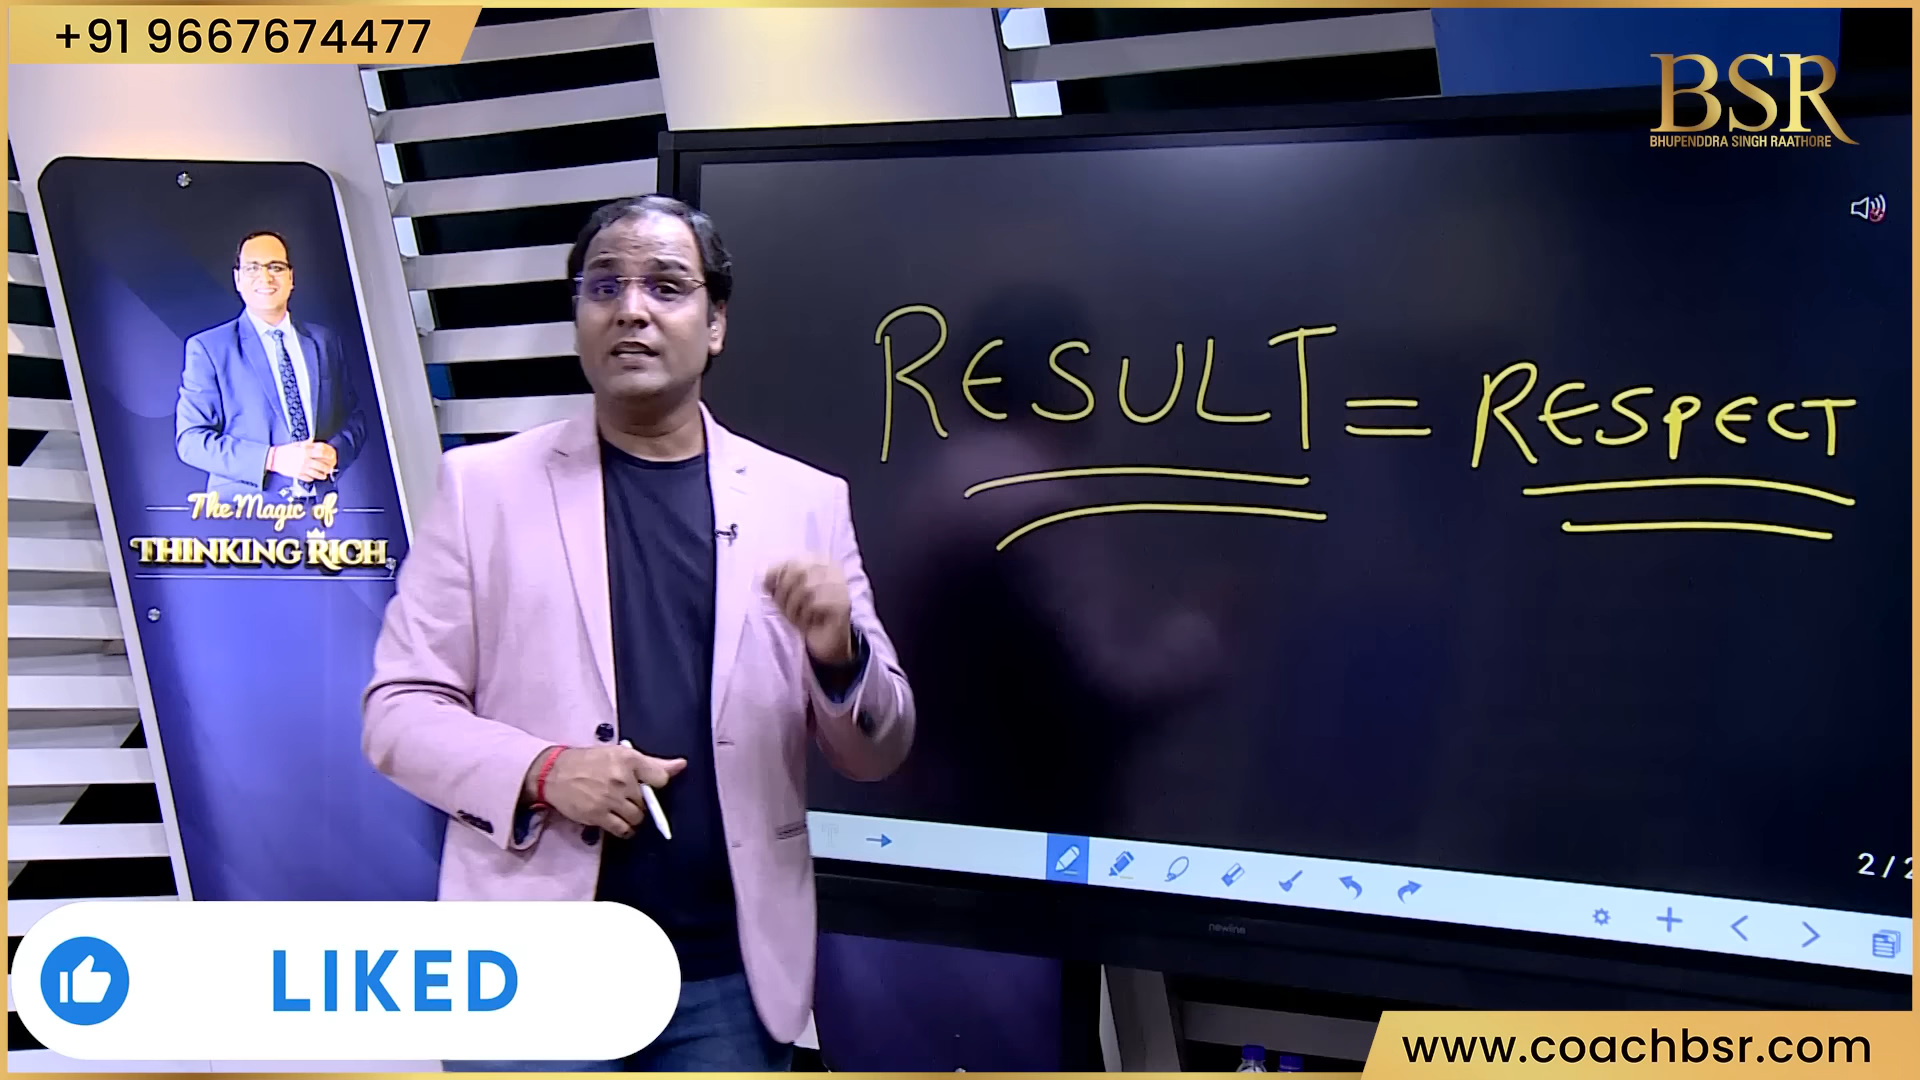 +91 9667674477
BSR
BHUPENDDRA SINGH RAATHORE
RESULT = RESPECT
The Magic of
THINKING RICH
2/2
newline
LIKED
www.coachbsr.com